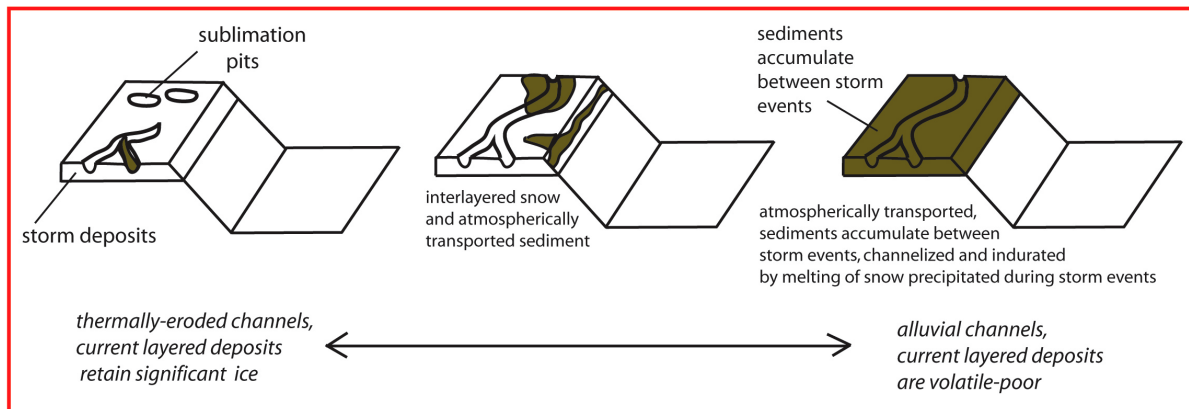 sublimation
pits
storm deposits
interlayered snow
and atmospherically
transported sediment
sediments
accumulate
between storm
events
atmospherically transported,
sediments accumulate between
storm events, channelized and indurated
by melting of snow precipitated during storm events
thermally-eroded channels,
current layered deposits
retain significant ice
alluvial channels,
current layered deposits
are volatile-poor